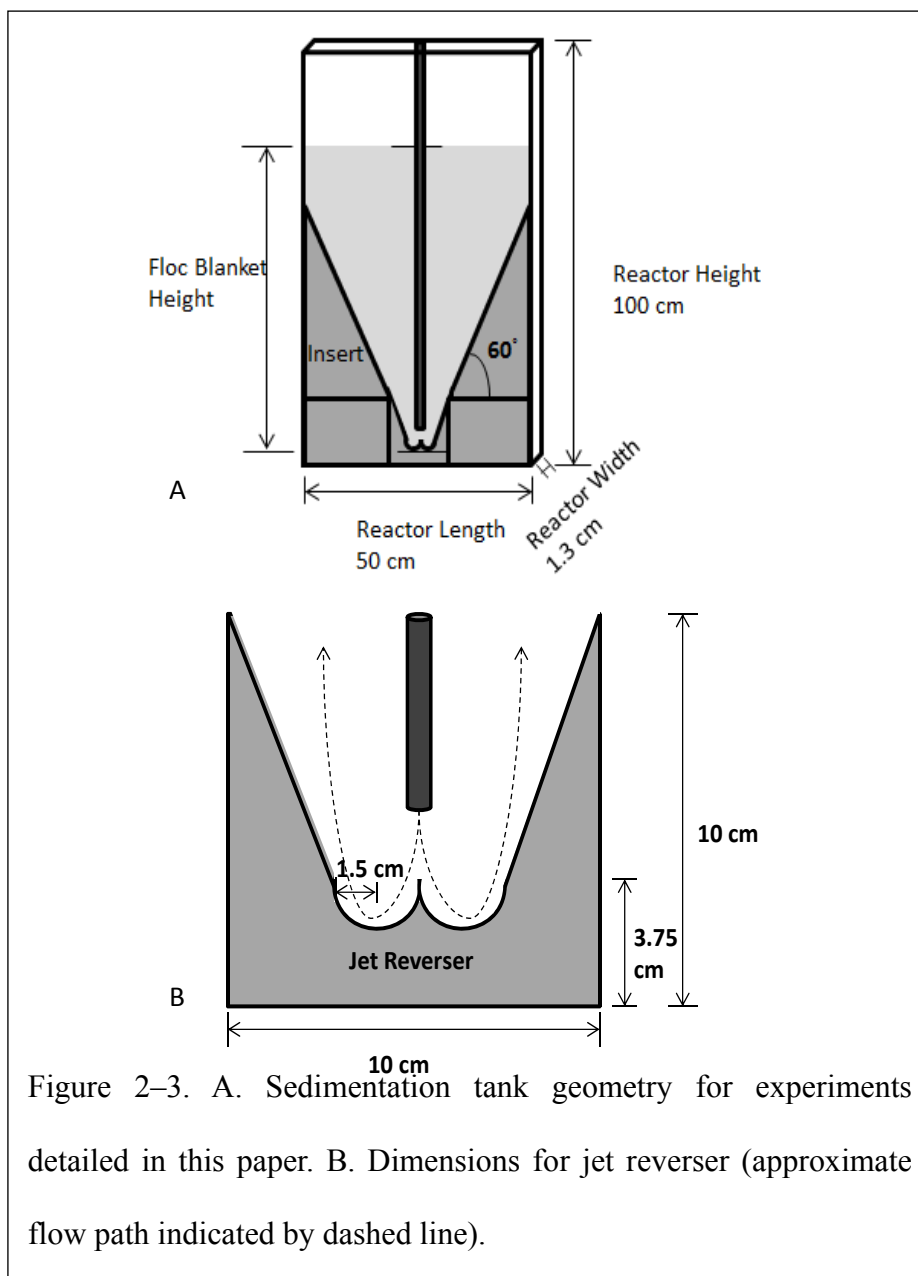 Floc Blanket
Height
Insert
60°
Reactor Height
100 cm
A
Reactor Length
50 cm
Reactor Width
1.3 cm
1.5 cm
10 cm
3.75
cm
Jet Reverser
B
10 cm
Figure 2–3. A. Sedimentation tank geometry for experiments
detailed in this paper. B. Dimensions for jet reverser (approximate
flow path indicated by dashed line).